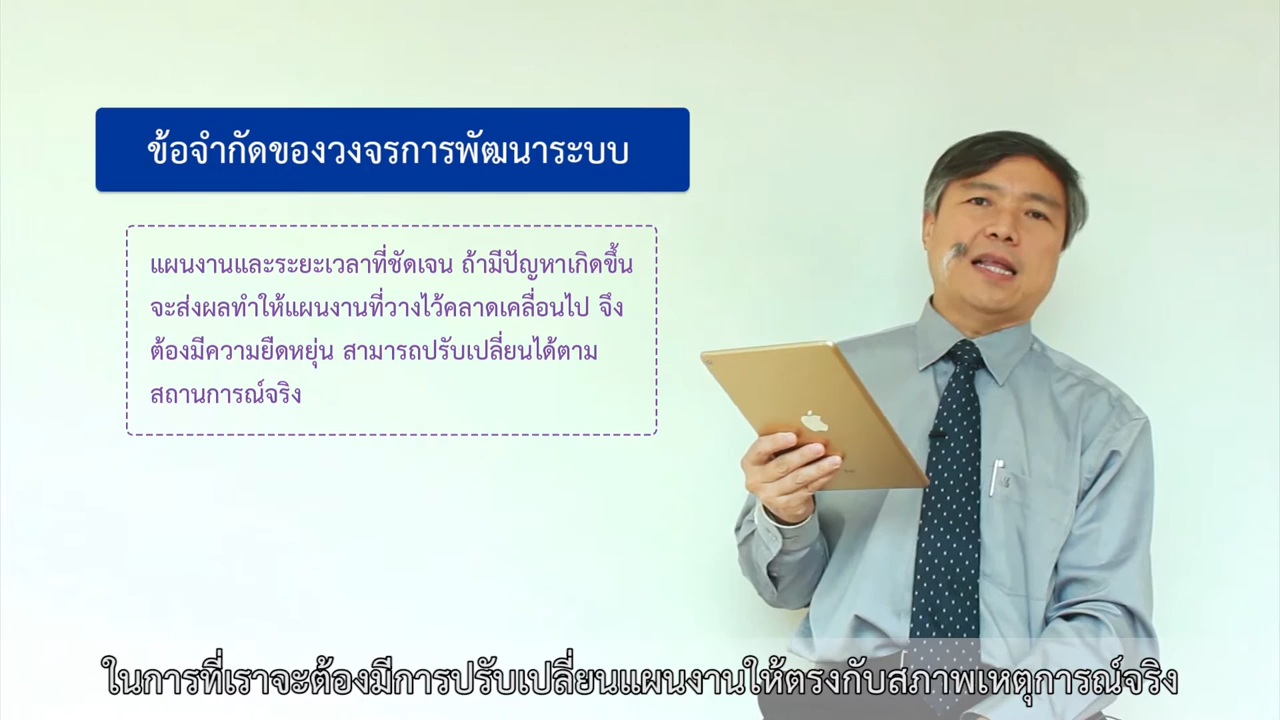 ข้อจำกัดของวงจรการพัฒนาระบบ
แผนงานและระยะเวลาที่ชัดเจน ถ้ามีปัญหาเกิดขึ้น
จะส่งผลทำให้แผนงานที่วางไว้คลาดเคลื่อนไป จึง
ต้องมีความยืดหยุ่น สามารถปรับเปลี่ยนได้ตาม
สถานการณ์จริง
ในการที่เราจะต้องมีการปรับเปลี่ยนแผนงานให้ตรงกับสภาพเหตุการณ์จริง